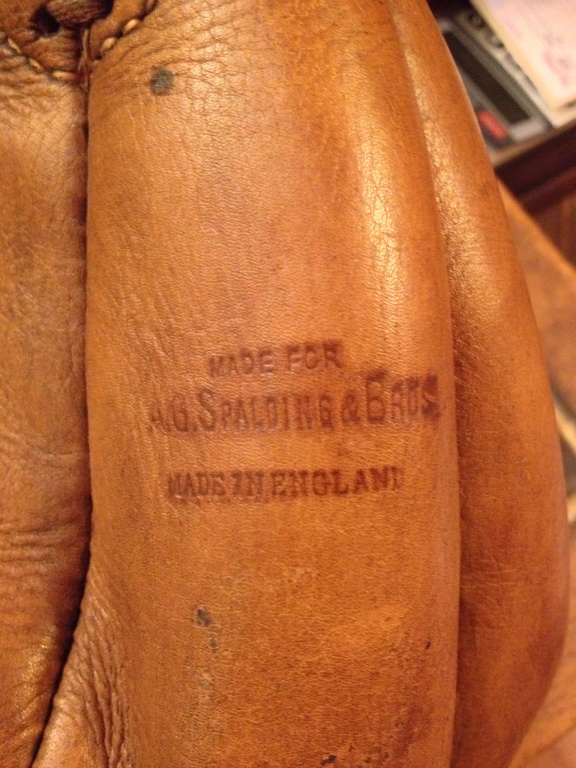 MADE FOR
A.G. SPALDING & BROS.
MADE IN ENGLAND